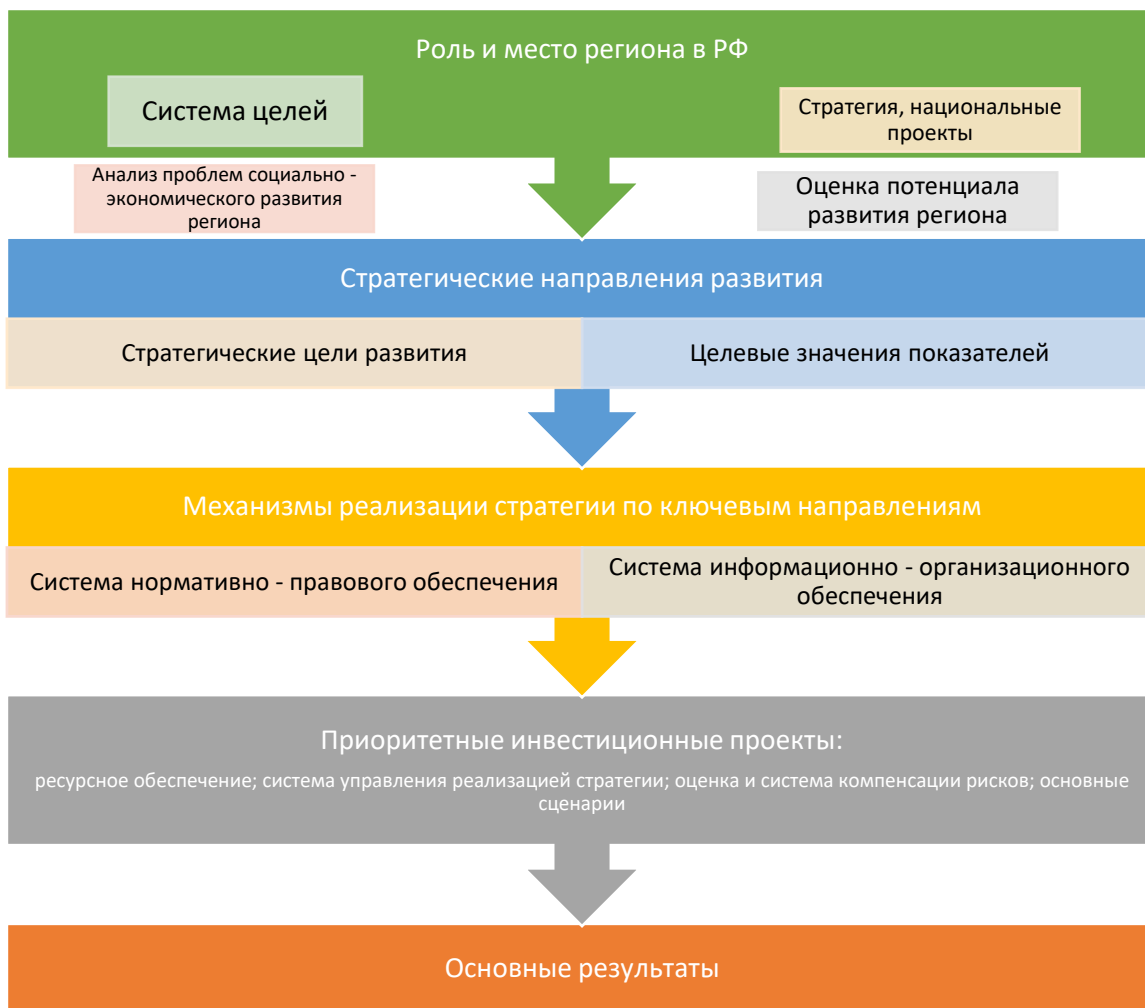 Роль и место региона в РФ
Система целей
Стратегия, национальные
проекты
Анализ проблем социально -
экономического развития
региона
Оценка потенциала
развития региона
Стратегические направления развития
Стратегические цели развития
Целевые значения показателей
Механизмы реализации стратегии по ключевым направлениям
Система нормативно - правового обеспечения
Система информационно - организационного
обеспечения
Приоритетные инвестиционные проекты:
ресурсное обеспечение; система управления реализацией стратегии; оценка и система компенсации рисков; основные
сценарии
Основные результаты